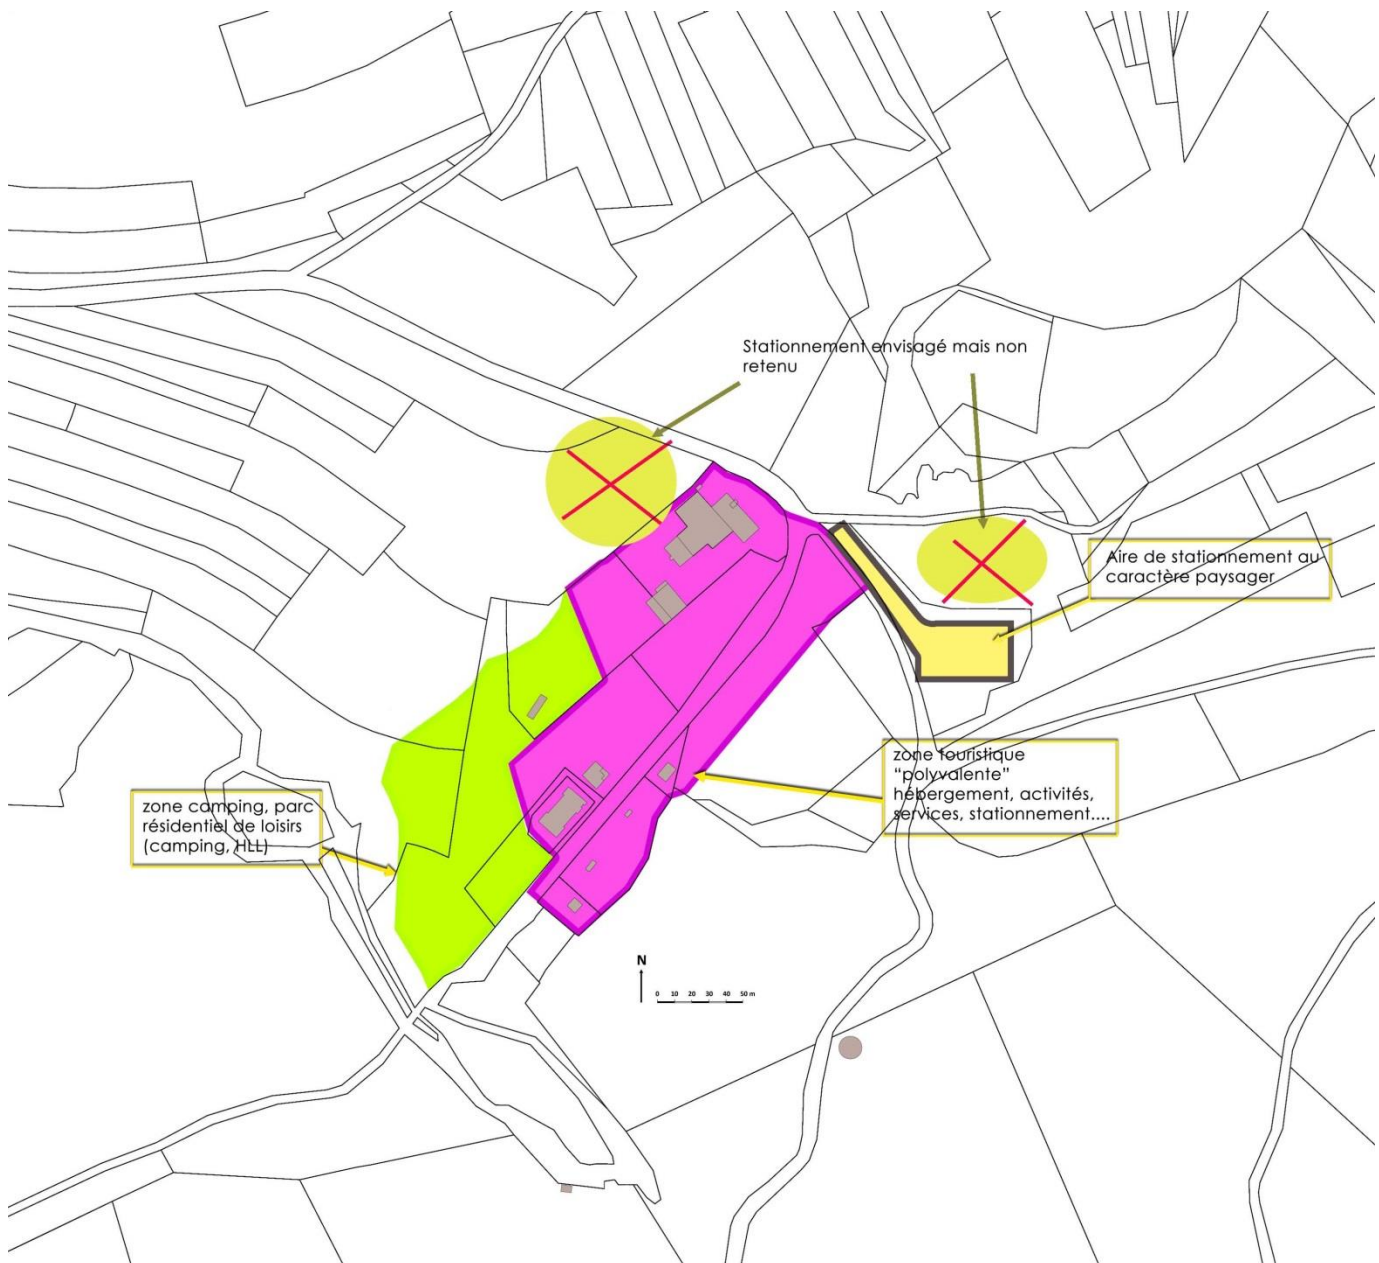 Stationnement envisagé mais non
retenu
Aire de stationnement au
caractère paysager
zone touristique
"polyvalente"
hébergement, activités,
services, stationnement....
zone camping, parc
résidentiel de loisirs
(camping, HLL)
N
0 10 20 30 40 50 m